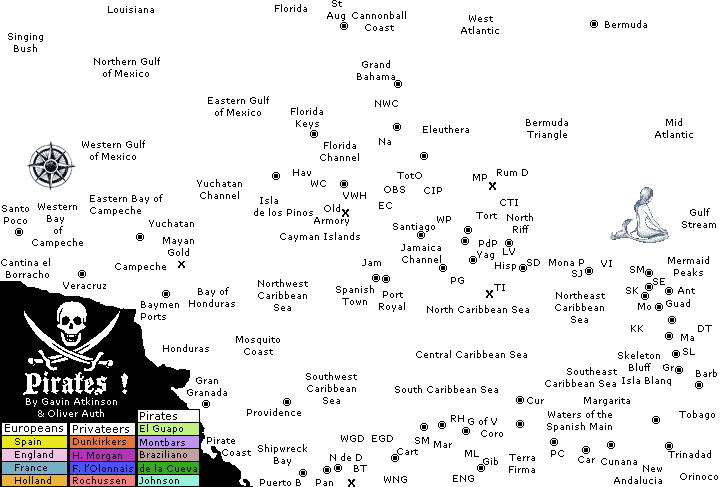 Louisiana
Florida
St
Aug
Cannonball
Coast
West
Atlantic
Bermuda
Singing
Bush
Northern Gulf
of Mexico
Grand
Bahama
Eastern Gulf
of Mexico
NWC
Florida
Keys
Eleuthera
Bermuda
Triangle
Mid
Atlantic
Western Gulf
of Mexico
Florida
Channel
Na
Yuchatan
Channel
Hav
WC
TotO
OBS
CIP
MP
Rum D
Santo
Poco
Western
Bay
of
Campeche
Eastern Bay of
Campeche
Isla
de los Pinos
VWH
Old
Armory
X
EC
X
CTI
Gulf
Stream
Yuchatan
Mayan
Gold
X
Cayman Islands
Santiago
WP
Tort
North
Riff
Jamaica
Channel
PdP
Yag
LV
Cantina el
Borracho
Campeche
Veracruz
Jam
Hisp
SD
Mona P
SJ
VI
Mermaid
Peaks
SM
SE
Baymen
Ports
Bay of
Honduras
Northwest
Caribbean
Sea
Spanish
Town
Port
Royal
PG
X
TI
North Caribbean Sea
Northeast
Caribbean
Sea
SK
Ant
Mo
Guad
KK
DT
Ma
Honduras
Mosquito
Coast
Central Caribbean Sea
Skeleton
Bluff
SL
Gr
Pirates !
By Gavin Atkinson
& Oliver Auth
Gran
Granada
Southwest
Caribbean
Sea
South Caribbean Sea
Southeast
Caribbean Sea
Isla Blanq
Barb
Providence
Cur
Margarita
Waters of the
Spanish Main
Tobago
Pirates
Europeans
Privateers
El Guapo
Spain
Dunkirkers
Montbars
England
H. Morgan
Braziliano
France
F. l'Olonnais
de la Cueva
Holland
Rochussen
Johnson
Pirate
Coast
Shipwreck
Bay
Puerto B
WGD
EGD
N de D
BT
Pan
X
SM
Mar
RH
G of V
Coro
Cart
WNG
ML
Gib
ENG
Terra
Firma
PC
Car
Cunana
Trinadad
New
Andalucia
Orinoco